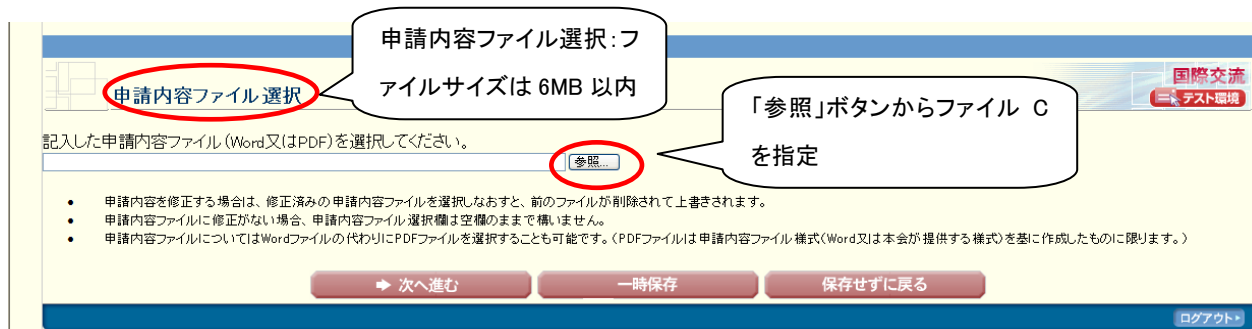 申請内容ファイル選択:フ
ァイルサイズは 6MB 以内
申請内容ファイル選択
国際交流
テスト環境
「参照」ボタンからファイル C
を指定
記入した申請内容ファイル(Word又はPDF)を選択してください。
参照...
• 申請内容を修正する場合は、修正済みの申請内容ファイルを選択しなおすと、前のファイルが削除されて上書きされます。
• 申請内容ファイルに修正がない場合、申請内容ファイル選択欄は空欄のままで構いません。
• 申請内容ファイルについてはWordファイルの代わりにPDFファイルを選択することも可能です。(PDFファイルは申請内容ファイル様式(Word又は本会が提供する様式)を基に作成したものに限ります。)
次へ進む
一時保存
保存せずに戻る
ログアウト